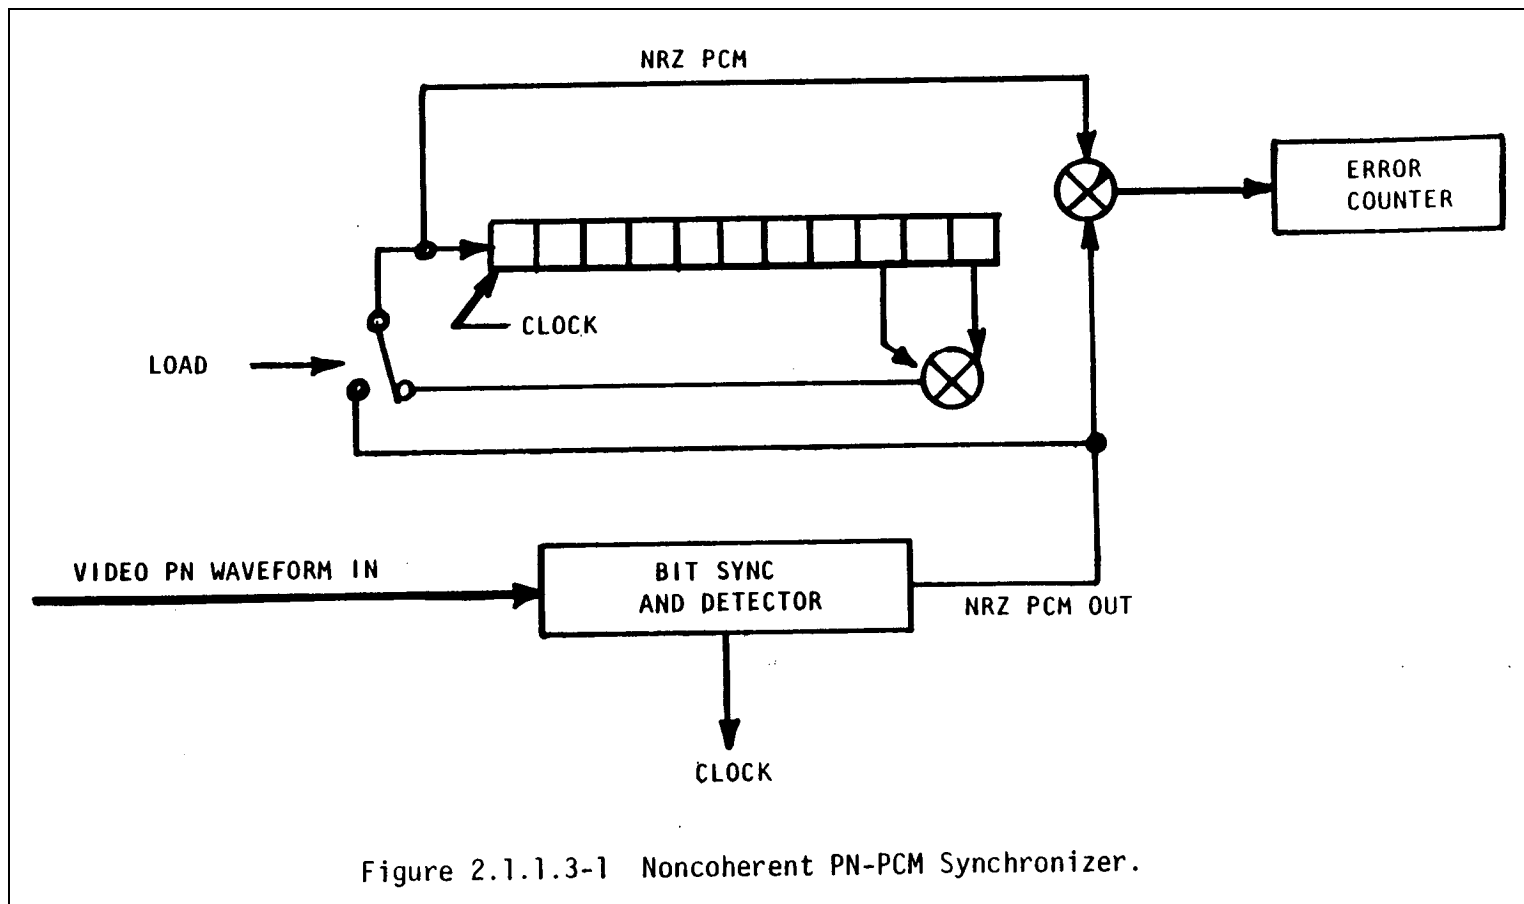 NRZ PCM
ERROR
COUNTER
CLOCK
LOAD
VIDEO PN WAVEFORM IN
BIT SYNC
AND DETECTOR
NRZ PCM OUT
CLOCK
Figure 2.1.1.3-1 Noncoherent PN-PCM Synchronizer.